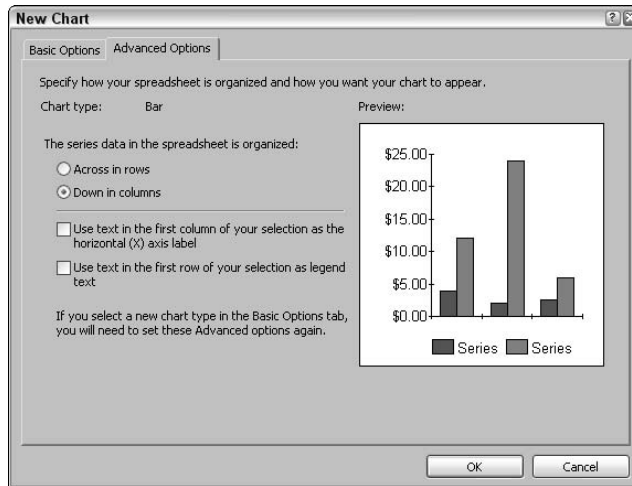 New Chart
Basic Options
Advanced Options
Specify how your spreadsheet is organized and how you want your chart to appear.
Chart type:
Bar
Preview:
The series data in the spreadsheet is organized:
Across in rows
Down in columns
Use text in the first column of your selection as the
horizontal (X) axis label
Use text in the first row of your selection as legend
text
If you select a new chart type in the Basic Options tab,
you will need to set these Advanced options again.
$25.00
$20.00
$15.00
$10.00
$5.00
$0.00
Series
Series
OK
Cancel